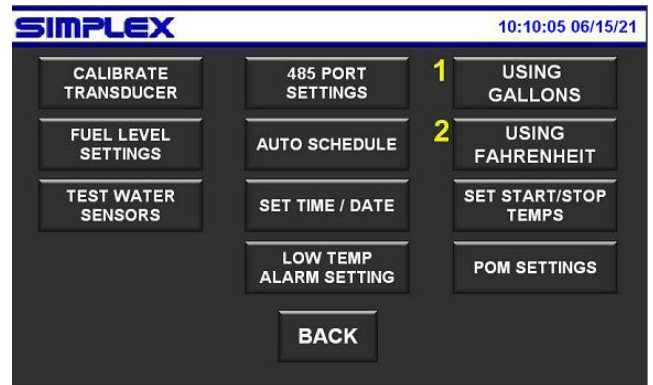 SIMPLEX
10:10:05 06/15/21
CALIBRATE
TRANSDUCER
485 PORT
SETTINGS
1
USING
GALLONS
FUEL LEVEL
SETTINGS
AUTO SCHEDULE
2
USING
FAHRENHEIT
TEST WATER
SENSORS
SET TIME / DATE
SET START/STOP
TEMPS
LOW TEMP
ALARM SETTING
POM SETTINGS
BACK